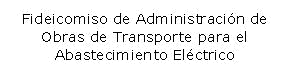 Fideicomiso de Administración de
Obras de Transporte para el
Abastecimiento Eléctrico